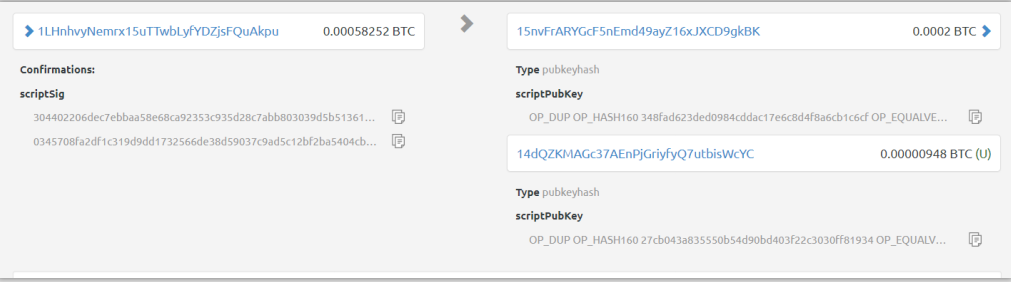 1LHnhvyNemrx15uTTwbLyfYDZjsFQuAkpu 0.00058252 BTC
Confirmations:
scriptSig
304402206dec7ebbaa58e68ca92353c935d28c7abb803039d5b51361...
0345708fa2df1c319d9dd1732566de38d59037c9ad5c12bf2ba5404cb...
15nvFrARYGcF5nEmd49ayZ16xJXCD9gkBK 0.0002 BTC
Type pubkeyhash
scriptPubKey
OP_DUP OP_HASH160 348fad623ded0984cddac17e6c8d4f8a6cb1c6cf OP_EQUALVE...
14dQZKMAGc37AEnPjGriyfyQ7utbisWcYC 0.00000948 BTC (U)
Type pubkeyhash
scriptPubKey
OP_DUP OP_HASH160 27cb043a835550b54d90bd403f22c3030ff81934 OP_EQUALV...